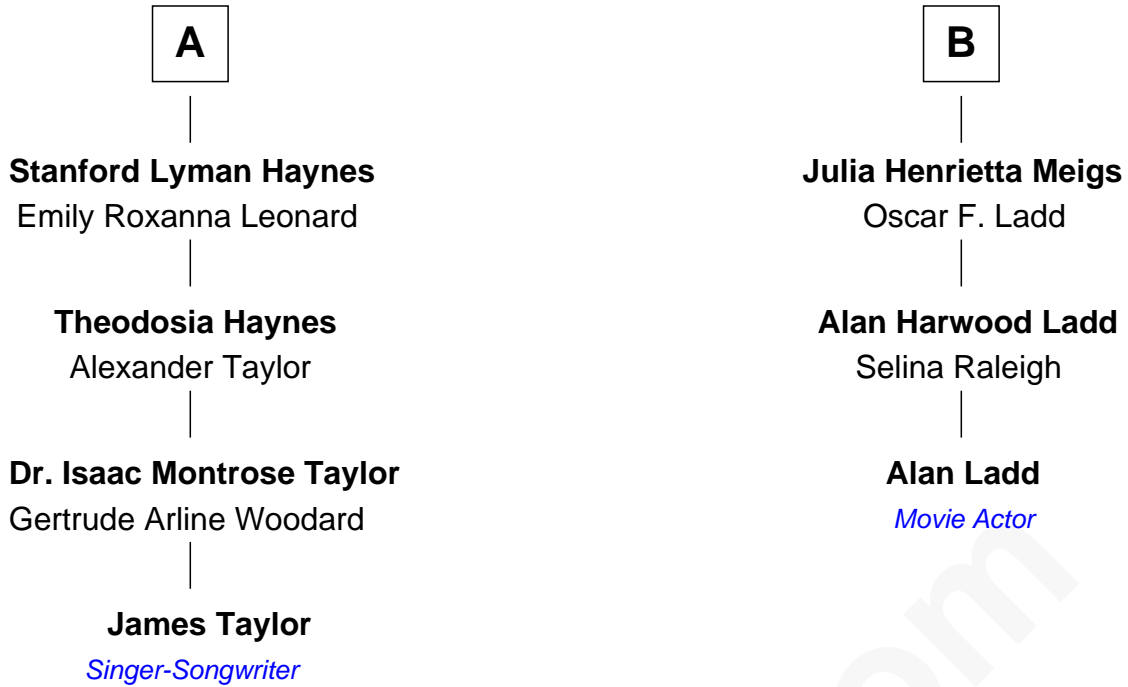 A
Stanford Lyman Haynes
Emily Roxanna Leonard
Theodosia Haynes
Alexander Taylor
Dr. Isaac Montrose Taylor
Gertrude Arline Woodard
James Taylor
Singer-Songwriter
B
Julia Henrietta Meigs
Oscar F. Ladd
Alan Harwood Ladd
Selina Raleigh
Alan Ladd
Movie Actor
om